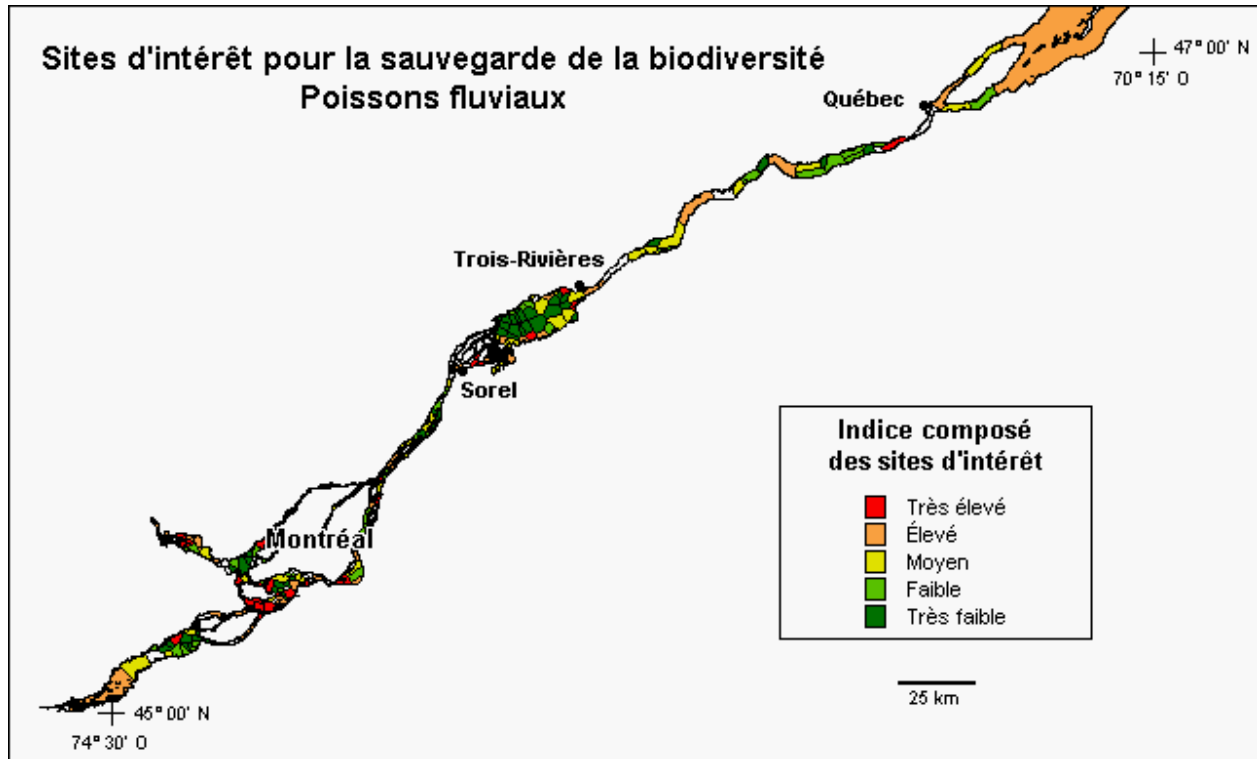 Sites d'intérêt pour la sauvegarde de la biodiversité
Poissons fluviaux
47° 00' N
70° 15' O
Québec
Trois-Rivières
Sorel
Montréal
Indice composé
des sites d'intérêt
Très élevé
Élevé
Moyen
Faible
Très faible
25 km
45° 00' N
74° 30' O